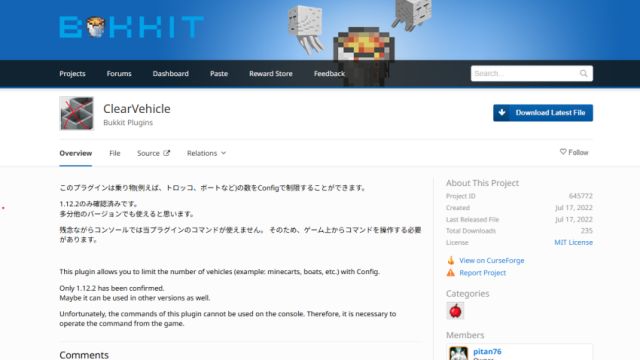 BUKKIT
Projects
Forums
Dashboard
Paste
Reward Store
Feedback
Search...
ClearVehicle
Bukkit Plugins
Download Latest File
Overview
File
Source
Relations
Follow
このプラグインは乗り物(例えば、トロッコ、ボートなど)の数をConfigで制限することができます。
1.12.2のみ確認済みです。
多分他のバージョンでも使えると思います。
残念ながらコンソールでは当プラグインのコマンドが使えません。 そのため、ゲーム上からコマンドを操作する必要
があります。
This plugin allows you to limit the number of vehicles (example: minecarts, boats, etc.) with Config.
Only 1.12.2 has been confirmed.
Maybe it can be used in other versions as well.
Unfortunately, the commands of this plugin cannot be used on the console. Therefore, it is necessary to
operate the command from the game.
Comments
About This Project
Project ID 645772
Created Jul 17, 2022
Last Released File Jul 17, 2022
Total Downloads 235
License MIT License
View on CurseForge
Report Project
Categories
Members
pitan76
Owner